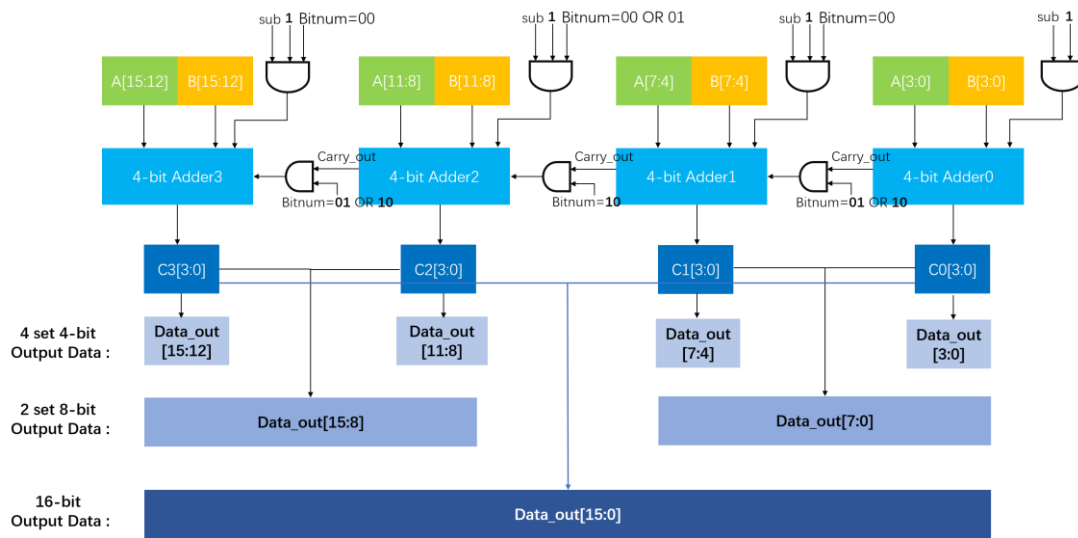 sub 1 Bitnum=00
sub 1 Bitnum=00 OR 01
sub 1 Bitnum=00
sub 1
A[15:12] B[15:12]
A[11:8] B[11:8]
A[7:4] B[7:4]
A[3:0] B[3:0]
4-bit Adder3
Carry_out
Bitnum=01 OR 10
4-bit Adder2
Carry_out
Bitnum=10
4-bit Adder1
Carry_out
Bitnum=01 OR 10
4-bit Adder0
C3[3:0]
C2[3:0]
C1[3:0]
C0[3:0]
4 set 4-bit
Output Data :
Data_out
[15:12]
Data_out
[11:8]
Data_out
[7:4]
Data_out
[3:0]
2 set 8-bit
Output Data :
Data_out[15:8]
Data_out[7:0]
16-bit
Output Data :
Data_out[15:0]